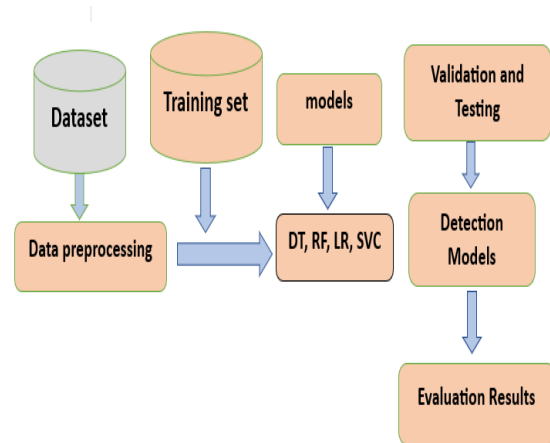 Dataset
Training set
models
Validation and
Testing
Data preprocessing
DT, RF, LR, SVC
Detection
Models
Evaluation Results